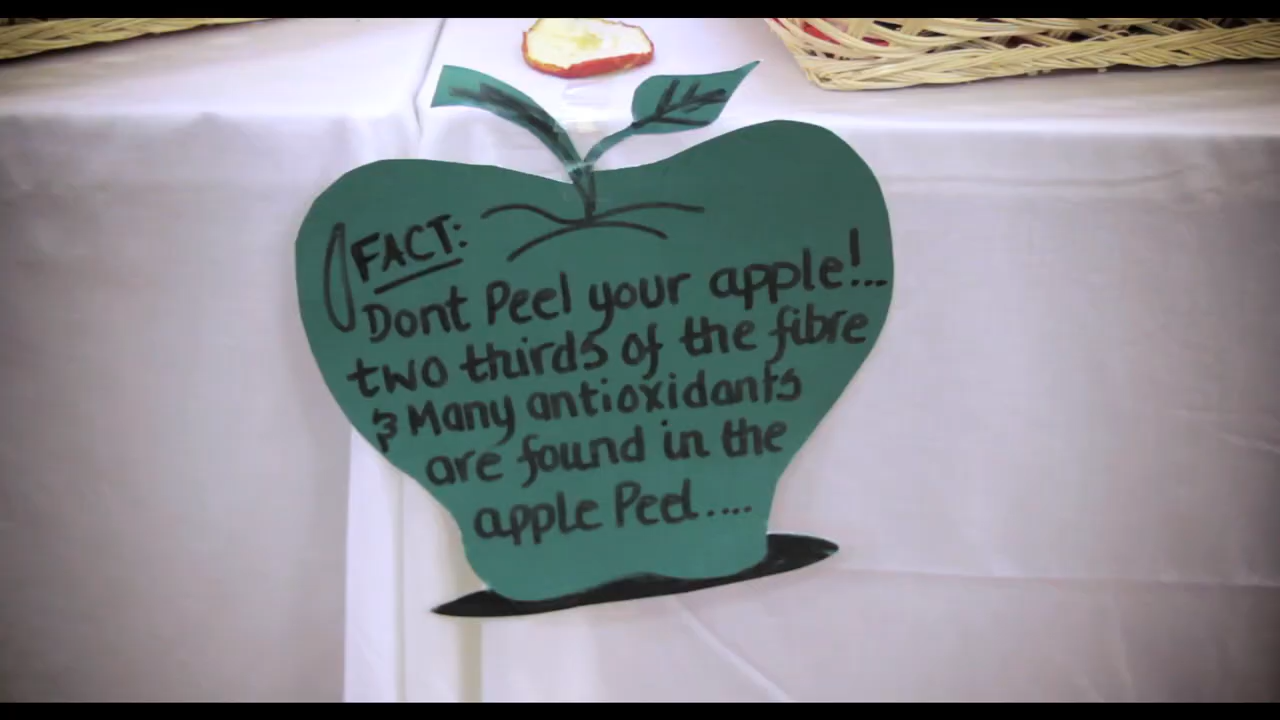 FACT:
Dont Peel your apple!...
two thirds of the fibre
& Many antioxidants
are found in the
apple Peel....